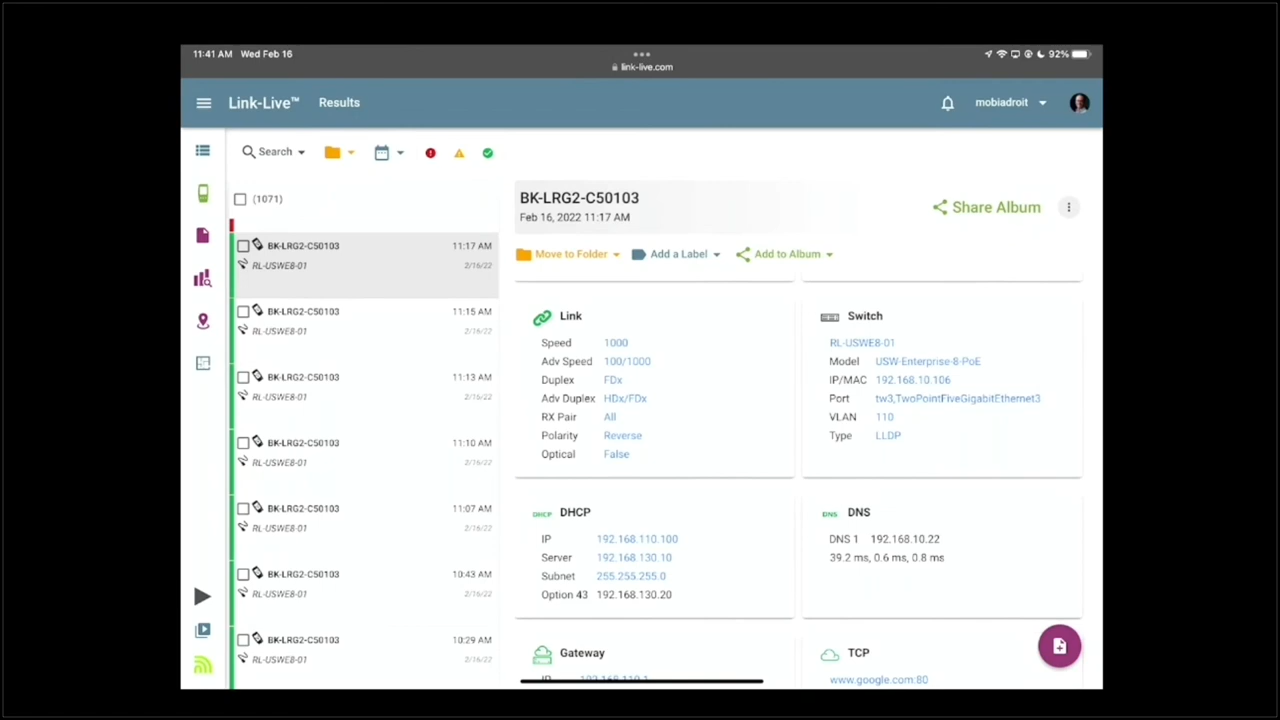 11:41 AM Wed Feb 16
92%
link-live.com
Link-Live™ Results
mobiadroit
Search
(1071)
BK-LRG2-C50103 11:17 AM
RL-USWE8-01 2/16/22
BK-LRG2-C50103 11:15 AM
RL-USWE8-01 2/16/22
BK-LRG2-C50103 11:13 AM
RL-USWE8-01 2/16/22
BK-LRG2-C50103 11:10 AM
RL-USWE8-01 2/16/22
BK-LRG2-C50103 11:07 AM
RL-USWE8-01 2/16/22
BK-LRG2-C50103 10:43 AM
RL-USWE8-01 2/16/22
BK-LRG2-C50103 10:29 AM
RL-USWE8-01 2/16/22
BK-LRG2-C50103
Feb 16, 2022 11:17 AM
Share Album
Move to Folder Add a Label Add to Album
Link
Speed 1000
Adv Speed 100/1000
Duplex FDx
Adv Duplex HDx/FDx
RX Pair All
Polarity Reverse
Optical False
Switch
RL-USWE8-01
Model USW-Enterprise-8-PoE
IP/MAC 192.168.10.106
Port tw3,TwoPointFiveGigabitEthernet3
VLAN 110
Type LLDP
DHCP DHCP
IP 192.168.110.100
Server 192.168.130.10
Subnet 255.255.255.0
Option 43 192.168.130.20
DNS DNS
DNS 1 192.168.10.22
39.2 ms, 0.6 ms, 0.8 ms
Gateway
IP 192.168.110.1
TCP
www.google.com:80